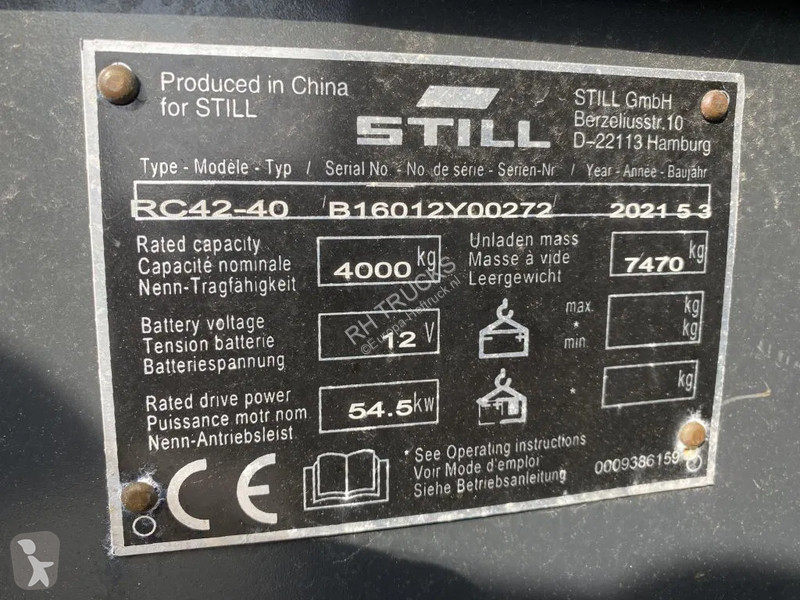 Produced in China
for STILL
STILL
STILL GmbH
Berzeliusstr.10
D-22113 Hamburg
Type - Modèle - Typ / Serial No. - No. de série - Serien-Nr / Year - Année - Baujahr
RC42-40 / B16012Y00272 / 2021 5 3
Rated capacity
Capacité nominale
Nenn-Tragfähigkeit
4000 kg
Unladen mass
Masse à vide
Leergewicht
7470 kg
Battery voltage
Tension batterie
Batteriespannung
12 V
max.
*
min.
kg
kg
Rated drive power
Puissance motr.nom
Nenn-Antriebsleist
54.5 kw
* kg
CE
*See Operating instructions
Voir Mode d'emploi
Siehe Betriebsanleitung
RH TRUCKS
©Europa-Heftruck.nl